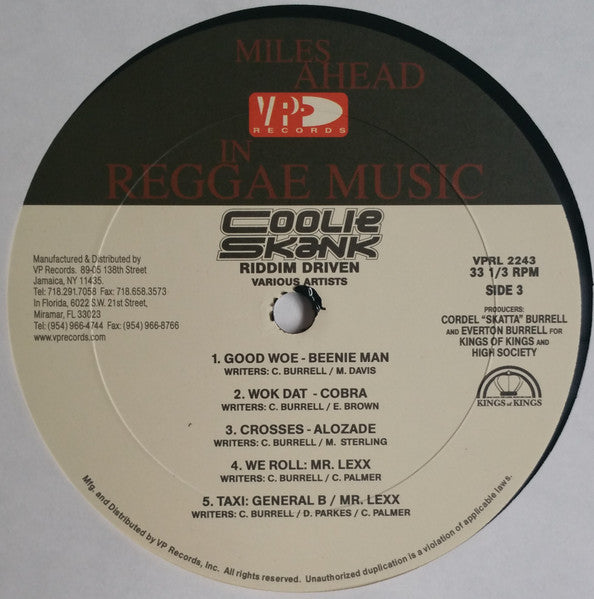 MILES
AHEAD
VP
RECORDS
IN
REGGAE MUSIC
COOLIE
SKANK
RIDDIM DRIVEN
VARIOUS ARTISTS
Manufactured & Distributed by
VP Records. 89-05 138th Street
Jamaica, NY 11435.
Tel: 718.291.7058 Fax: 718.658.3573
In Florida, 6022 S.W. 21st Street,
Miramar, FL 33023
Tel: (954) 966-4744 Fax: (954) 966-8766
www.vprecords.com
VPRL 2243
33 1/3 RPM
SIDE 3
PRODUCERS:
CORDEL "SKATTA" BURRELL
AND EVERTON BURRELL FOR
KINGS OF KINGS AND
HIGH SOCIETY
KINGS of KINGS
1. GOOD WOE - BEENIE MAN
WRITERS: C. BURRELL / M. DAVIS
2. WOK DAT - COBRA
WRITERS: C. BURRELL / E. BROWN
3. CROSSES - ALOZADE
WRITERS: C. BURRELL / M. STERLING
4. WE ROLL: MR. LEXX
WRITERS: C. BURRELL / C. PALMER
5. TAXI: GENERAL B / MR. LEXX
WRITERS: C. BURRELL / D. PARKES / C. PALMER
Mfg. and Distributed by VP Records, Inc. All rights reserved. Unauthorized duplication is a violation of applicable laws.